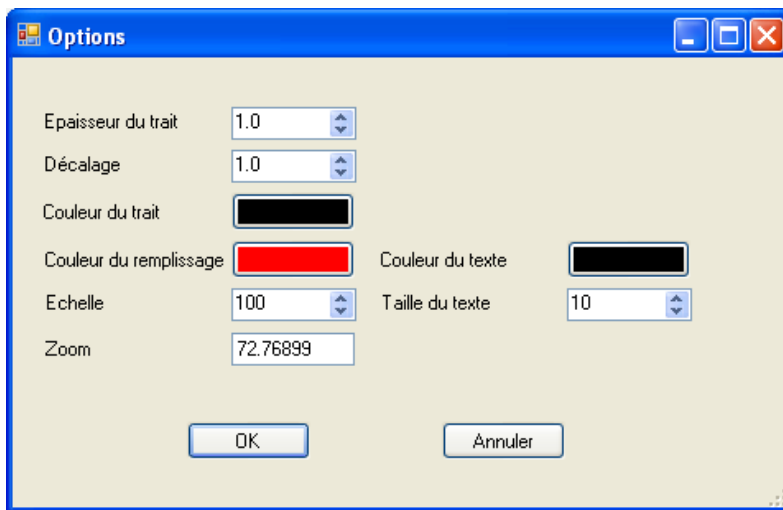 Options
Epaisseur du trait 1.0
Décalage 1.0
Couleur du trait
Couleur du remplissage Couleur du texte
Echelle 100 Taille du texte 10
Zoom 72.76899
OK Annuler